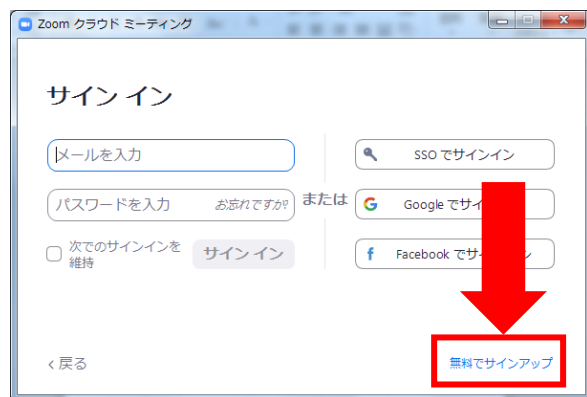 Zoom クラウド ミーティング
サイン イン
メールを入力
パスワードを入力 お忘れですか?
次でのサインインを
維持
サイン イン
または
SSO でサインイン
Google でサイ
Facebook でサ ン
< 戻る
無料でサインアップ